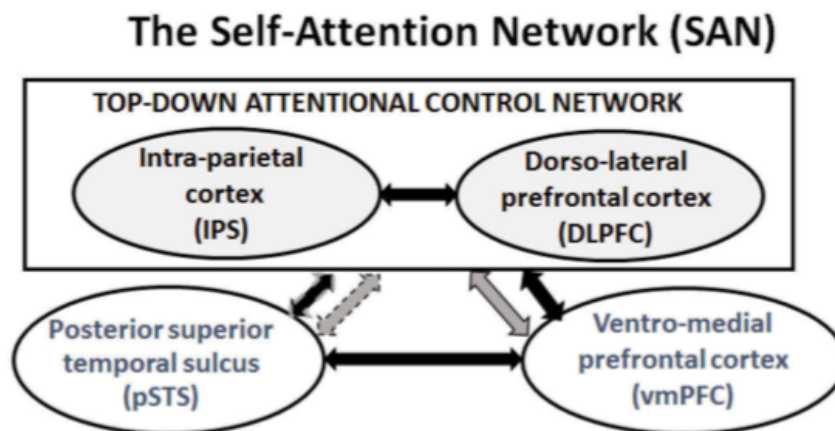 The Self-Attention Network (SAN)
TOP-DOWN ATTENTIONAL CONTROL NETWORK
Intra-parietal
cortex
(IPS)
Dorso-lateral
prefrontal cortex
(DLPFC)
Posterior superior
temporal sulcus
(pSTS)
Ventro-medial
prefrontal cortex
(vmPFC)